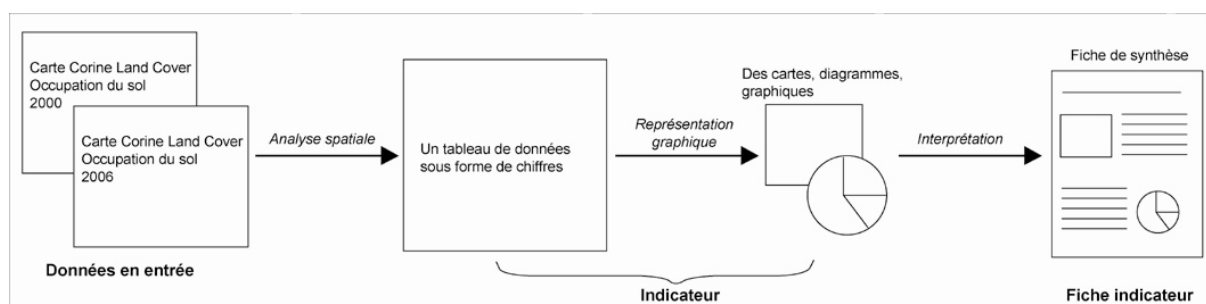 Carte Corine Land Cover
Occupation du sol
2000
Carte Corine Land Cover
Occupation du sol
2006
Données en entrée
Analyse spatiale
Un tableau de données
sous forme de chiffres
Représentation
graphique
Des cartes, diagrammes,
graphiques
Indicateur
Interprétation
Fiche de synthèse
Fiche indicateur